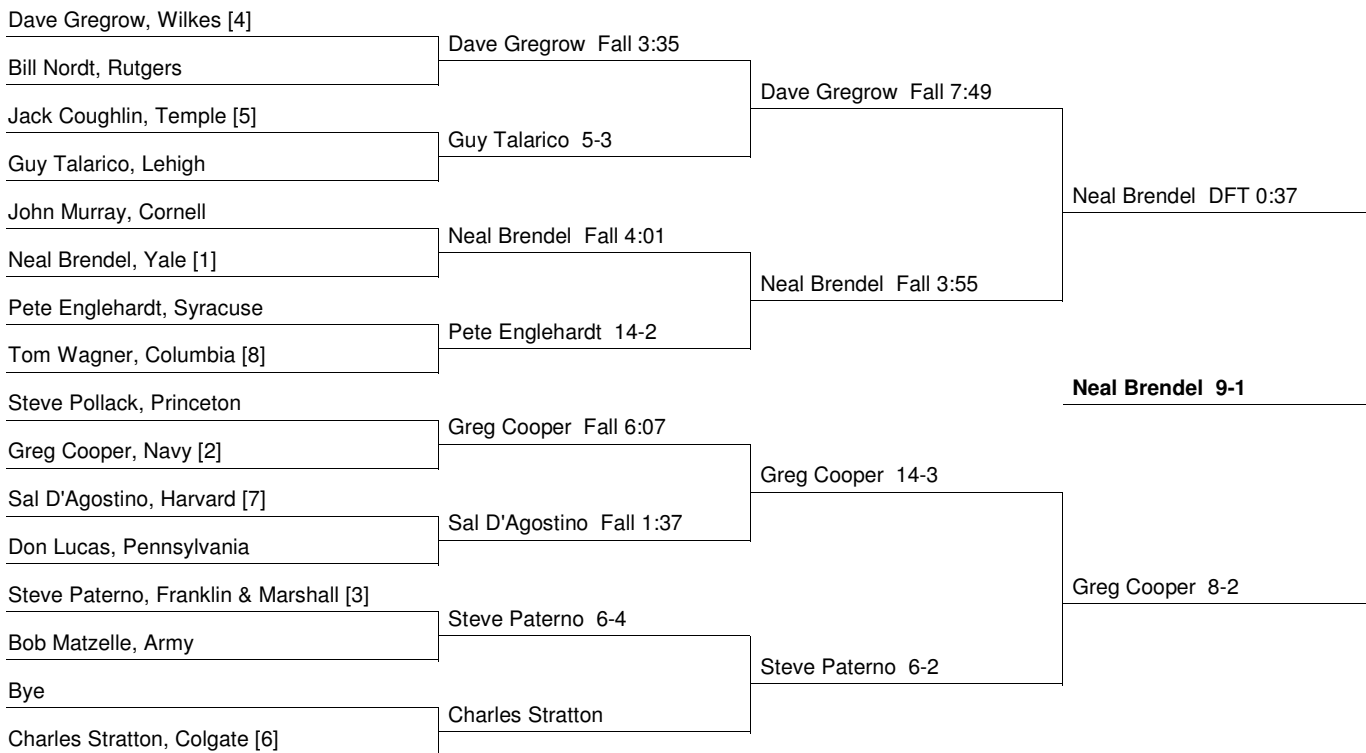 Dave Gregrow, Wilkes [4]
Dave Gregrow Fall 3:35
Bill Nordt, Rutgers
Dave Gregrow Fall 7:49
Jack Coughlin, Temple [5]
Guy Talarico 5-3
Guy Talarico, Lehigh
Neal Brendel DFT 0:37
John Murray, Cornell
Neal Brendel Fall 4:01
Neal Brendel, Yale [1]
Neal Brendel Fall 3:55
Pete Englehardt, Syracuse
Pete Englehardt 14-2
Tom Wagner, Columbia [8]
Neal Brendel 9-1
Steve Pollack, Princeton
Greg Cooper Fall 6:07
Greg Cooper, Navy [2]
Greg Cooper 14-3
Sal D'Agostino, Harvard [7]
Sal D'Agostino Fall 1:37
Don Lucas, Pennsylvania
Greg Cooper 8-2
Steve Paterno, Franklin & Marshall [3]
Steve Paterno 6-4
Bob Matzelle, Army
Steve Paterno 6-2
Bye
Charles Stratton
Charles Stratton, Colgate [6]